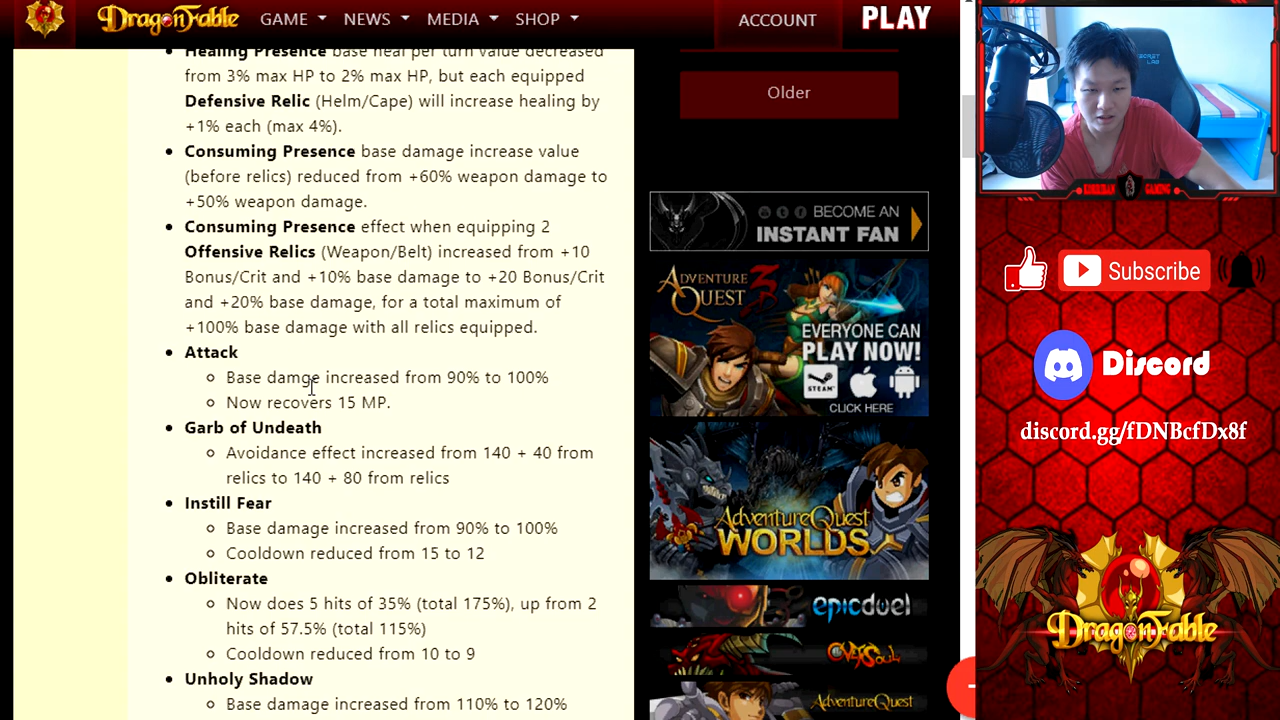 DragonFable
GAME
NEWS
MEDIA
SHOP
ACCOUNT
PLAY
Healing Presence base heal per turn value decreased
from 3% max HP to 2% max HP, but each equipped
Defensive Relic (Helm/Cape) will increase healing by
+1% each (max 4%).
Consuming Presence base damage increase value
(before relics) reduced from +60% weapon damage to
+50% weapon damage.
Consuming Presence effect when equipping 2
Offensive Relics (Weapon/Belt) increased from +10
Bonus/Crit and +10% base damage to +20 Bonus/Crit
and +20% base damage, for a total maximum of
+100% base damage with all relics equipped.
Attack
Base damge increased from 90% to 100%
Now recovers 15 MP.
Garb of Undeath
Avoidance effect increased from 140 + 40 from
relics to 140 + 80 from relics
Instill Fear
Base damage increased from 90% to 100%
Cooldown reduced from 15 to 12
Obliterate
Now does 5 hits of 35% (total 175%), up from 2
hits of 57.5% (total 115%)
Cooldown reduced from 10 to 9
Unholy Shadow
Base damage increased from 110% to 120%
Older
BECOME AN
INSTANT FAN
ADVENTURE
QUEST 3
EVERYONE CAN
PLAY NOW!
STEAM
CLICK HERE
AdventureQuest
WORLDS
epicduel
OverSoul
AdventureQuest
SECRET
LAB
GAMING
Subscribe
Discord
discord.gg/fDNBcfDx8f
DragonFable